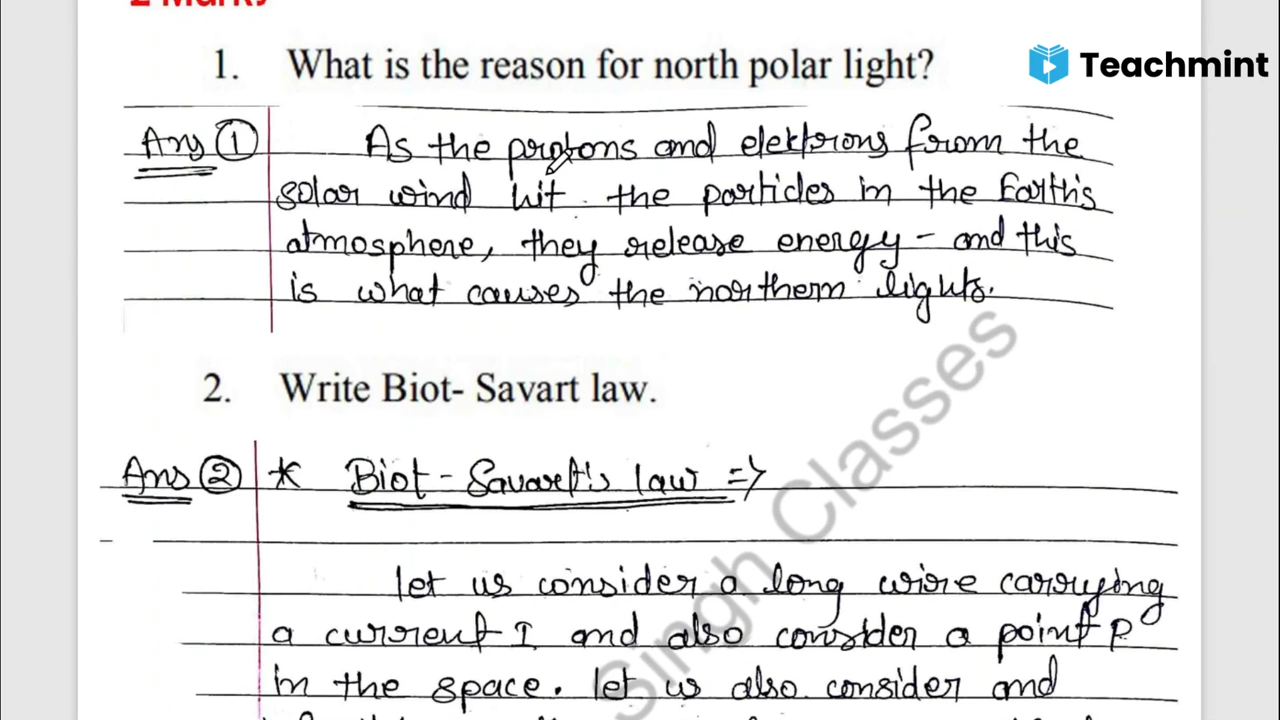 1. What is the reason for north polar light?
Teachmint
Ans 1 As the protons and elektrons from the
solar wind hit the particles in the Earth's
atmosphere, they release energy - and this
is what causes the northern lights.
2. Write Biot- Savart law.
Ans 2 * Biot-Savart's law =>
let us consider a long wire carrying
a current I and also consider a point P
in the space. let us also consider and
Singh Classes